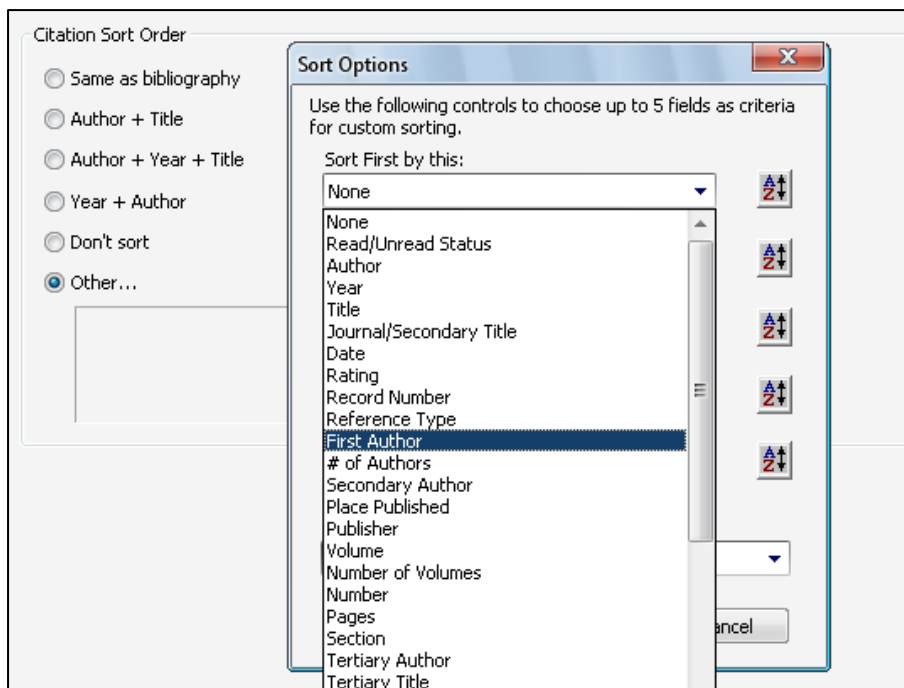 Citation Sort Order
Same as bibliography
Author + Title
Author + Year + Title
Year + Author
Don't sort
Other...
Sort Options
Use the following controls to choose up to 5 fields as criteria
for custom sorting.
Sort First by this:
None
None
Read/Unread Status
Author
Year
Title
Journal/Secondary Title
Date
Rating
Record Number
Reference Type
First Author
# of Authors
Secondary Author
Place Published
Publisher
Volume
Number of Volumes
Number
Pages
Section
Tertiary Author
Tertiary Title
A
Z
A
Z
A
Z
A
Z
A
Z
ancel